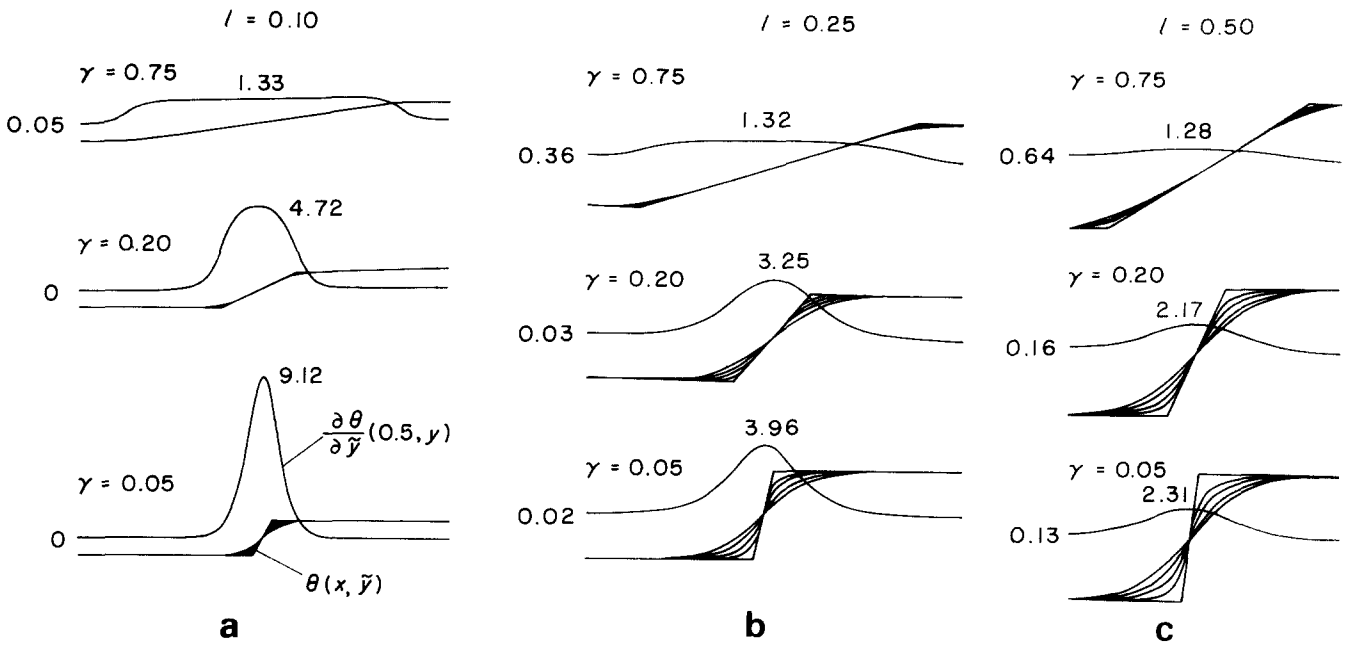 l = 0.10
γ = 0.75
1.33
0.05
4.72
γ = 0.20
0
9.12
∂θ/∂ỹ (0.5, y)
γ = 0.05
0
θ(x, ỹ)
a
l = 0.25
γ = 0.75
1.32
0.36
3.25
γ = 0.20
0.03
3.96
γ = 0.05
0.02
b
l = 0.50
γ = 0.75
1.28
0.64
γ = 0.20
2.17
0.16
γ = 0.05
2.31
0.13
c